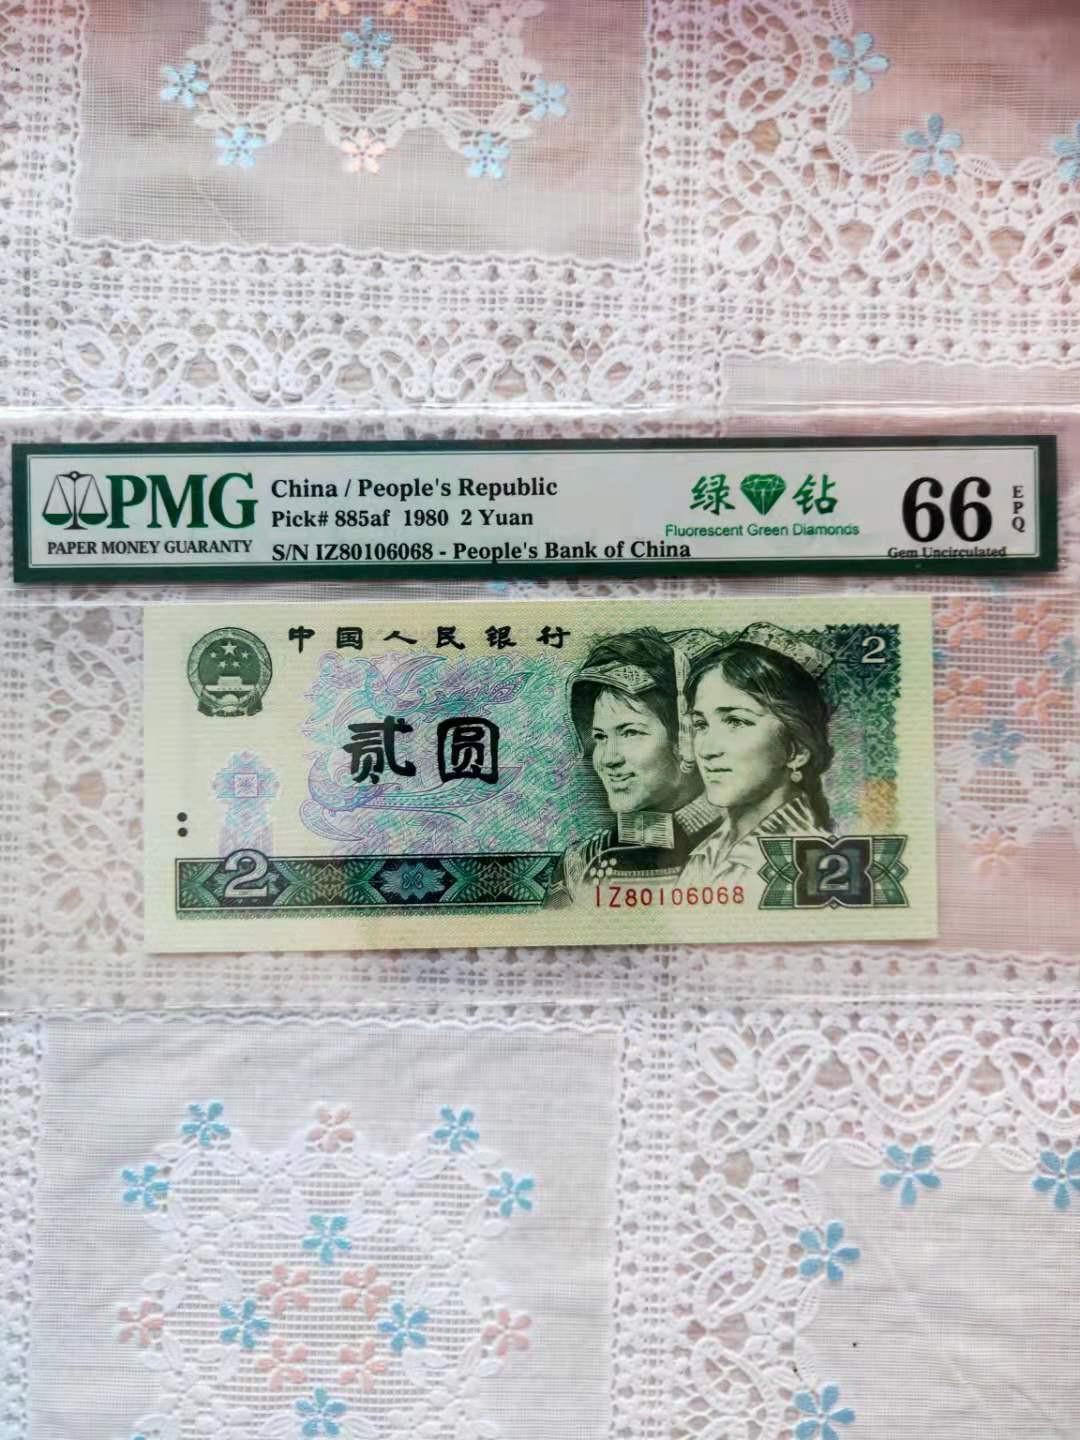 PMG
PAPER MONEY GUARANTY
China / People's Republic
Pick# 885af 1980 2 Yuan
S/N IZ80106068 - People's Bank of China
绿钻
Fluorescent Green Diamonds
66
EPQ
Gem Uncirculated
中国人民银行
2
贰圆
2
IZ80106068
2